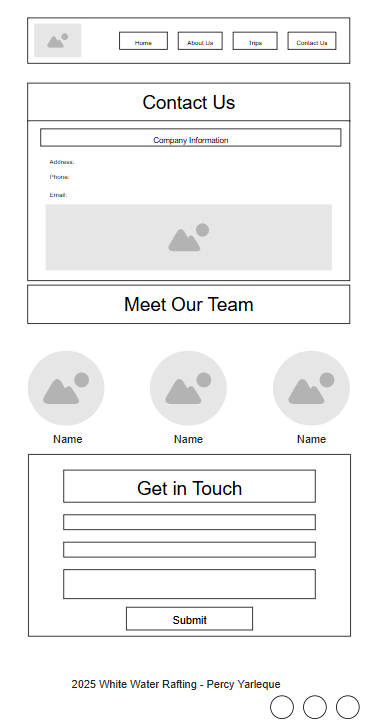 Home About Us Trips Contact Us
Contact Us
Company Information
Address:
Phone:
Email:
Meet Our Team
Name Name Name
Get in Touch
Submit
2025 White Water Rafting - Percy Yarleque